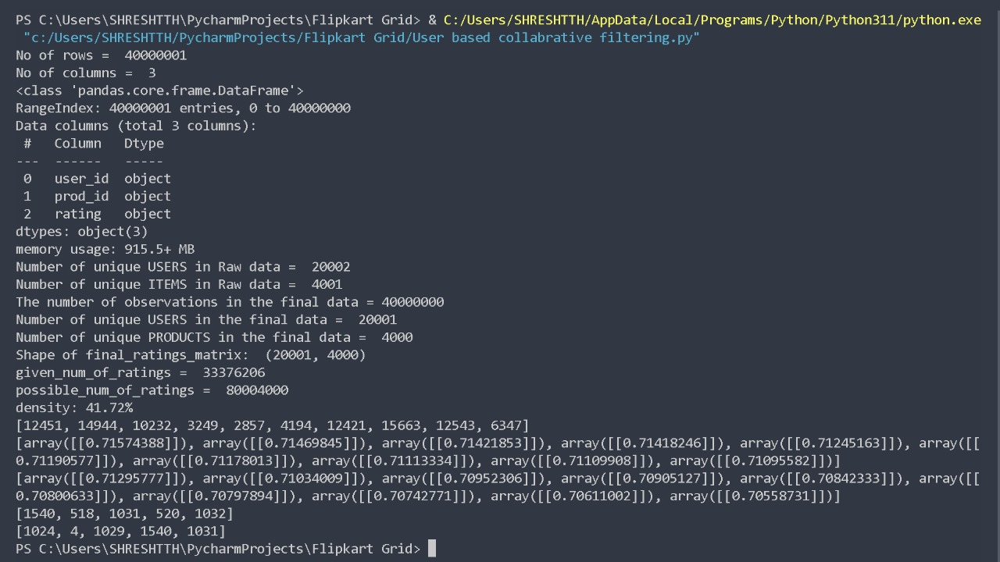 PS C:\Users\SHRESHTTH\PycharmProjects\Flipkart Grid> & C:/Users/SHRESHTTH/AppData/Local/Programs/Python/Python311/python.exe
"c:/Users/SHRESHTTH/PycharmProjects/Flipkart Grid/User based collabrative filtering.py"
No of rows =  40000001
No of columns =  3
<class 'pandas.core.frame.DataFrame'>
RangeIndex: 40000001 entries, 0 to 40000000
Data columns (total 3 columns):
 #   Column   Dtype
---  ------   -----
 0   user_id  object
 1   prod_id  object
 2   rating   object
dtypes: object(3)
memory usage: 915.5+ MB
Number of unique USERS in Raw data =  20002
Number of unique ITEMS in Raw data =  4001
The number of observations in the final data = 40000000
Number of unique USERS in the final data =  20001
Number of unique PRODUCTS in the final data =  4000
Shape of final_ratings_matrix:  (20001, 4000)
given_num_of_ratings =  33376206
possible_num_of_ratings =  80004000
density: 41.72%
[12451, 14944, 10232, 3249, 2857, 4194, 12421, 15663, 12543, 6347]
[array([[0.71574388]]), array([[0.71469845]]), array([[0.71421853]]), array([[0.71418246]]), array([[0.71245163]]), array([[
0.71190577]]), array([[0.71178013]]), array([[0.71113334]]), array([[0.71109908]]), array([[0.71095582]])]
[array([[0.71295777]]), array([[0.71034009]]), array([[0.70952306]]), array([[0.70905127]]), array([[0.70842333]]), array([[
0.70800633]]), array([[0.70797894]]), array([[0.70742771]]), array([[0.70611002]]), array([[0.70558731]])]
[1540, 518, 1031, 520, 1032]
[1024, 4, 1029, 1540, 1031]
PS C:\Users\SHRESHTTH\PycharmProjects\Flipkart Grid>